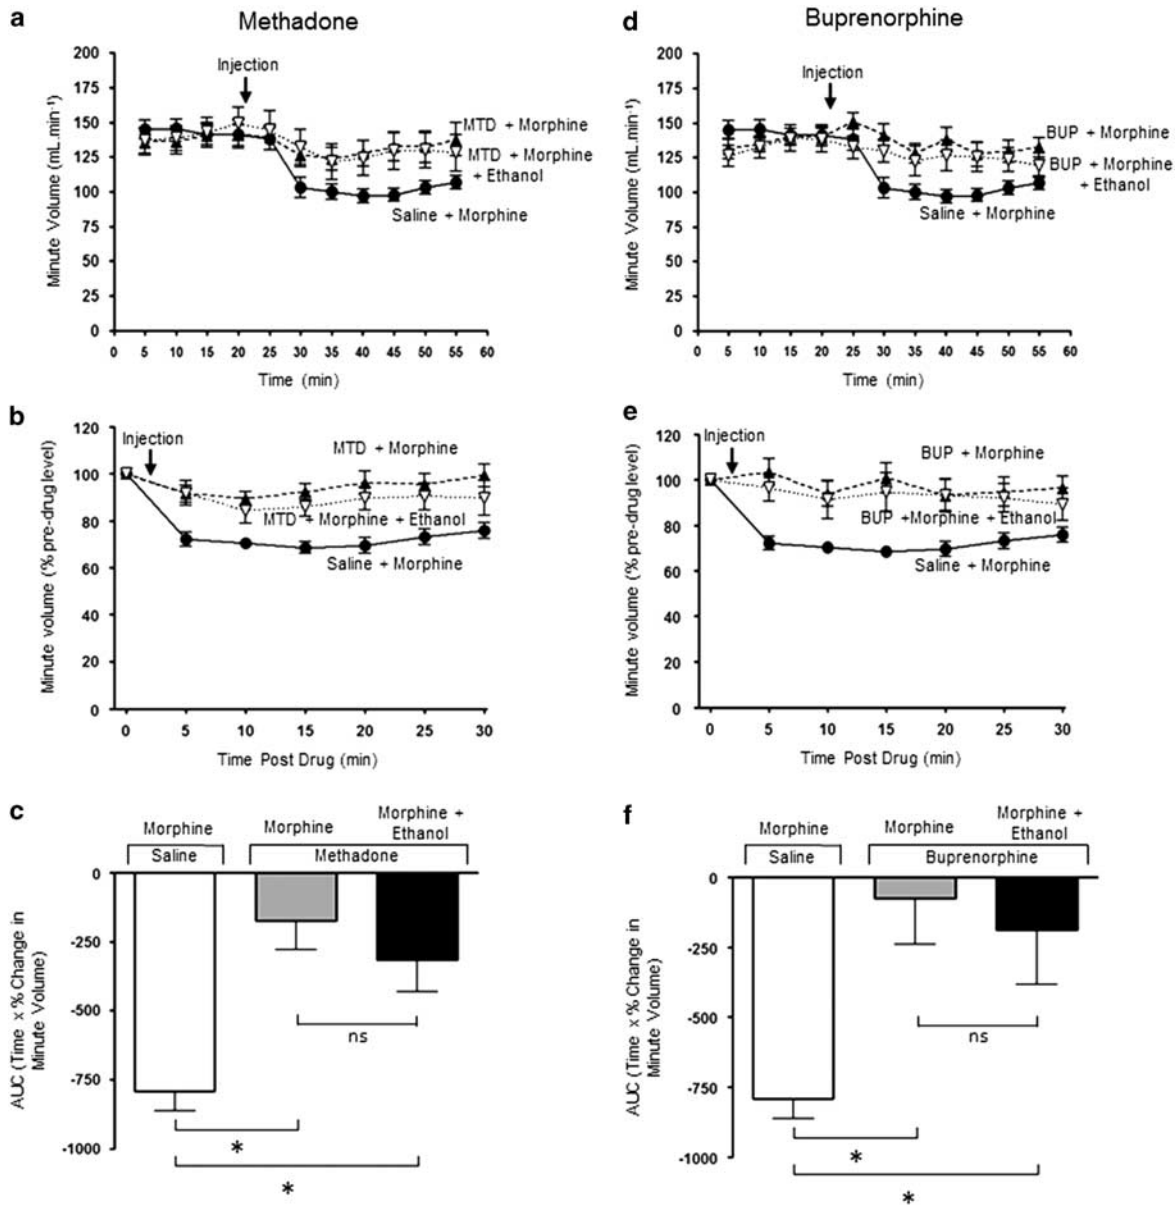 a
Methadone
200
175
150
125
100
75
50
25
0
Minute Volume (mL.min⁻¹)
Injection
MTD + Morphine
MTD + Morphine
+ Ethanol
Saline + Morphine
0 5 10 15 20 25 30 35 40 45 50 55 60
Time (min)
d
Buprenorphine
200
175
150
125
100
75
50
25
0
Minute Volume (mL.min⁻¹)
Injection
BUP + Morphine
BUP + Morphine
+ Ethanol
Saline + Morphine
0 5 10 15 20 25 30 35 40 45 50 55 60
Time (min)
b
120
100
80
60
40
20
0
Minute volume (% pre-drug level)
Injection
MTD + Morphine
MTD + Morphine + Ethanol
Saline + Morphine
0 5 10 15 20 25 30
Time Post Drug (min)
e
120
100
80
60
40
20
0
Minute volume (% pre-drug level)
Injection
BUP + Morphine
BUP +Morphine + Ethanol
Saline + Morphine
0 5 10 15 20 25 30
Time Post Drug (min)
c
Morphine
Saline
Morphine
Morphine +
Ethanol
Methadone
0
-250
-500
-750
-1000
AUC (Time x % Change in
Minute Volume)
ns
*
*
f
Morphine
Saline
Morphine
Morphine +
Ethanol
Buprenorphine
0
-250
-500
-750
-1000
AUC (Time x % Change in
Minute Volume)
ns
*
*